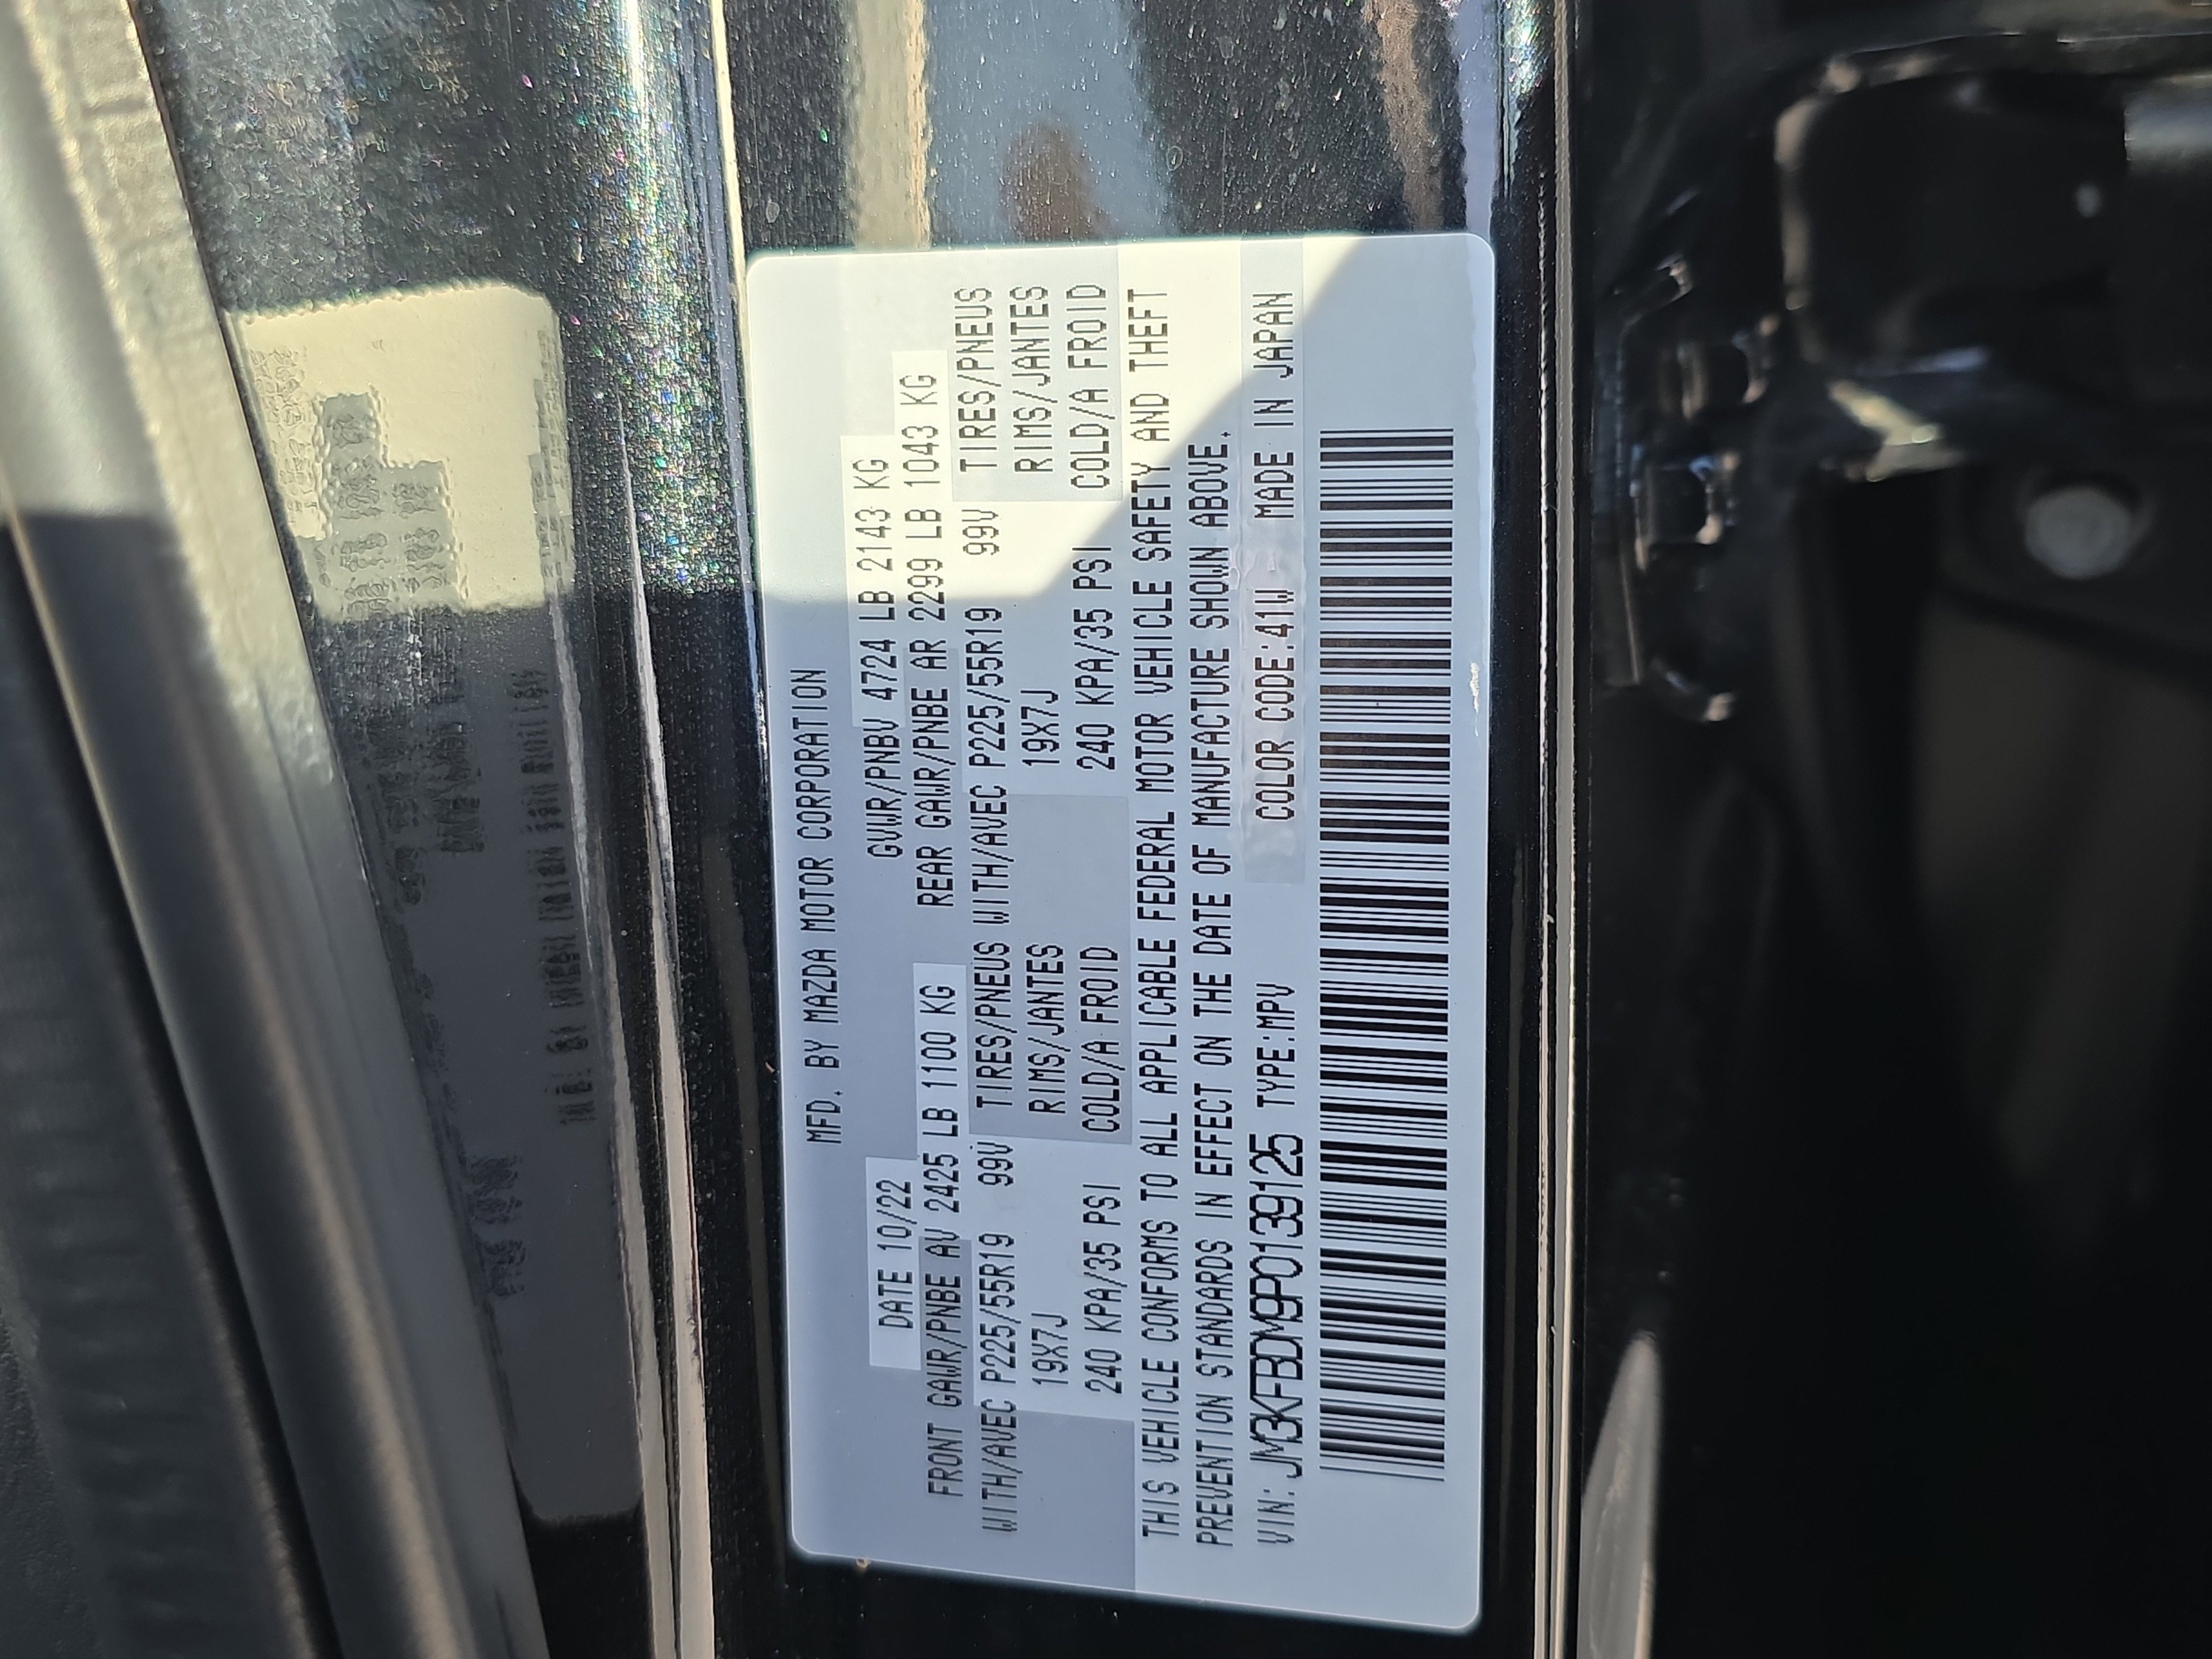 MFD. BY MAZDA MOTOR CORPORATION
DATE 10/22 GVWR/PNBV 4724 LB 2143 KG
FRONT GAWR/PNBE AV 2425 LB 1100 KG REAR GAWR/PNBE AR 2299 LB 1043 KG
WITH/AVEC P225/55R19 99V TIRES/PNEUS WITH/AVEC P225/55R19 99V TIRES/PNEUS
19X7J RIMS/JANTES 19X7J RIMS/JANTES
240 KPA/35 PSI COLD/A FROID 240 KPA/35 PSI COLD/A FROID
THIS VEHICLE CONFORMS TO ALL APPLICABLE FEDERAL MOTOR VEHICLE SAFETY AND THEFT
PREVENTION STANDARDS IN EFFECT ON THE DATE OF MANUFACTURE SHOWN ABOVE.
VIN: JM3KFBDM9P0139125 TYPE:MPV COLOR CODE:41W MADE IN JAPAN